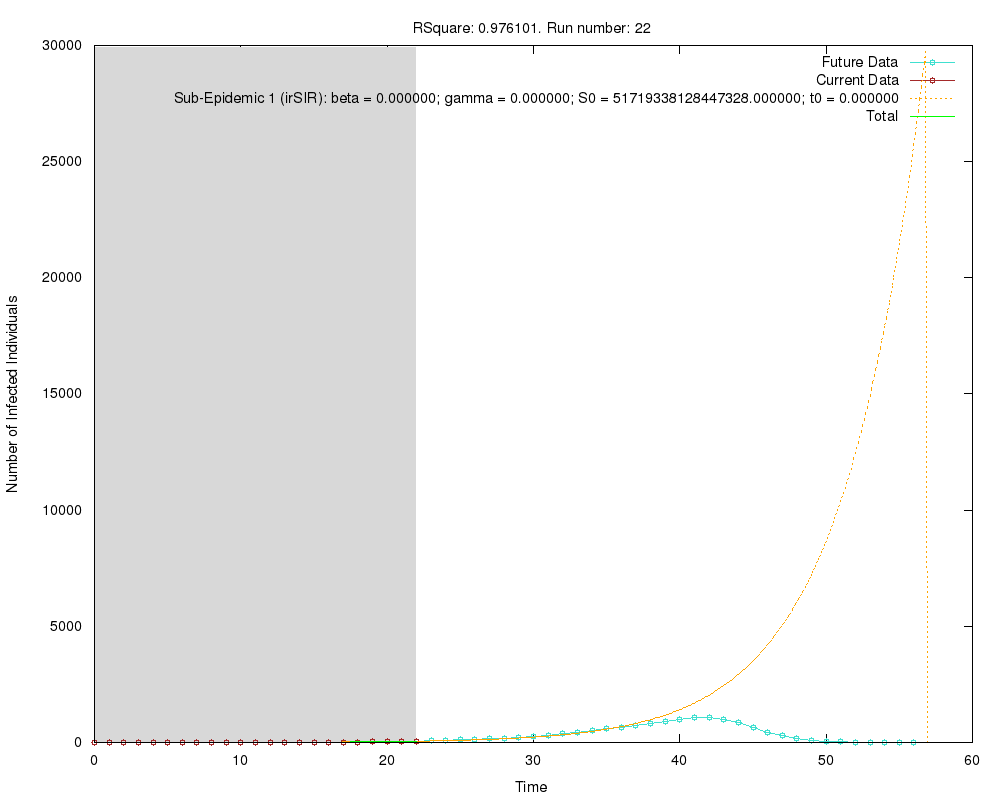 RSquare: 0.976101. Run number: 22
30000
25000
20000
15000
10000
5000
0
Number of Infected Individuals
Future Data
Current Data
Sub-Epidemic 1 (irSIR): beta = 0.000000; gamma = 0.000000; S0 = 51719338128447328.000000; t0 = 0.000000
Total
0 10 20 30 40 50 60
Time